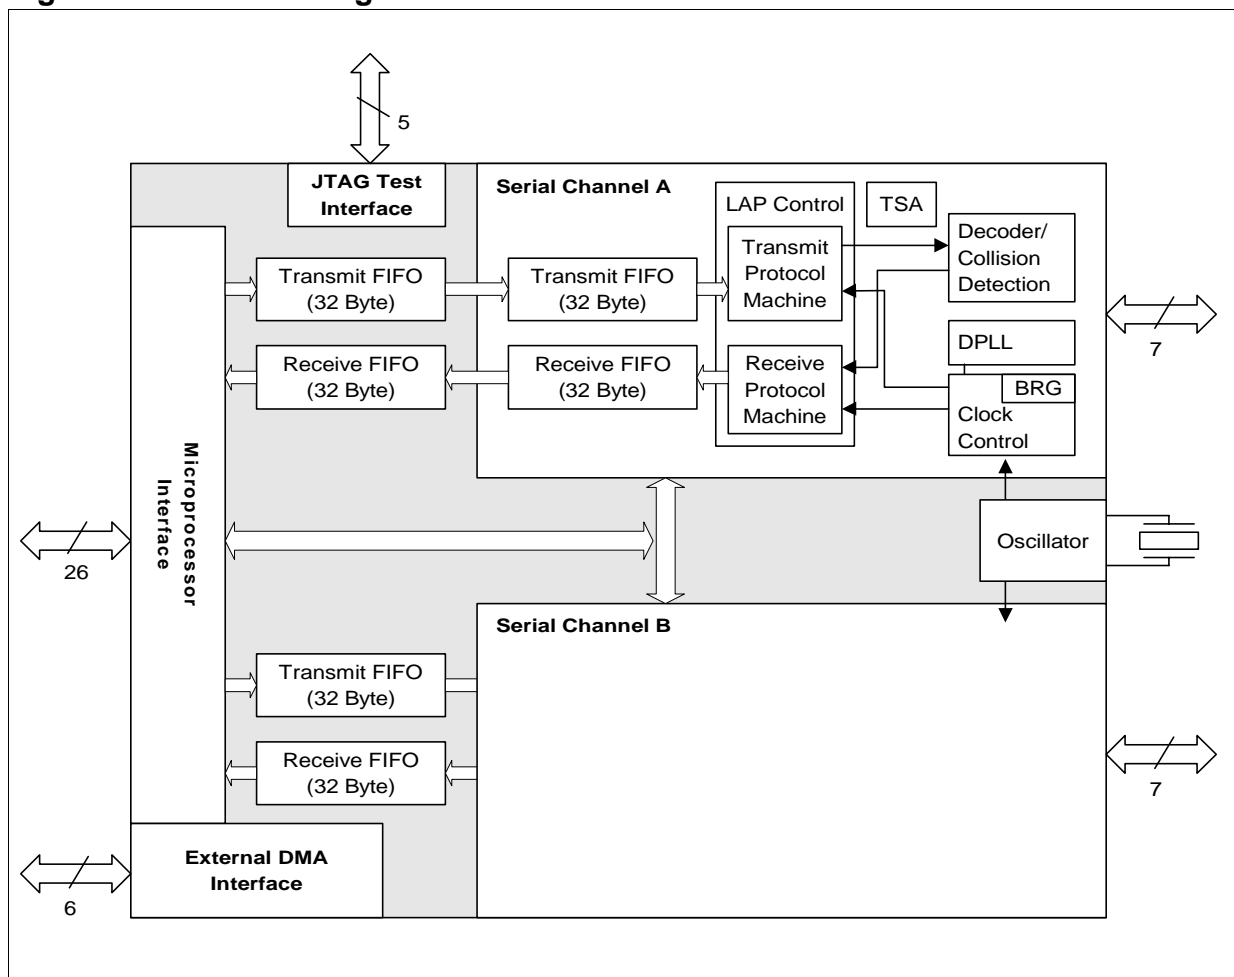 5
JTAG Test
Interface
Serial Channel A
LAP Control
TSA
Transmit
Protocol
Machine
Decoder/
Collision
Detection
Transmit FIFO
(32 Byte)
Transmit FIFO
(32 Byte)
7
DPLL
Receive FIFO
(32 Byte)
Receive FIFO
(32 Byte)
Receive
Protocol
Machine
BRG
Clock
Control
Microprocessor
Interface
26
Oscillator
Serial Channel B
Transmit FIFO
(32 Byte)
Receive FIFO
(32 Byte)
7
External DMA
Interface
6